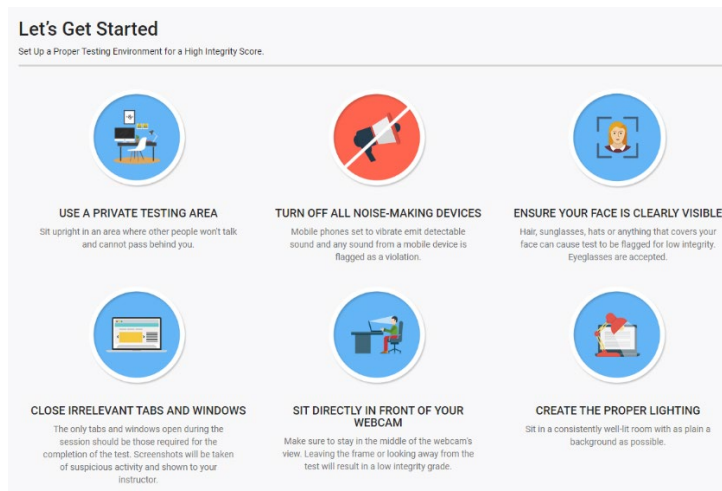 Let's Get Started
Set Up a Proper Testing Environment for a High Integrity Score.
USE A PRIVATE TESTING AREA
Sit upright in an area where other people won't talk
and cannot pass behind you.
TURN OFF ALL NOISE-MAKING DEVICES
Mobile phones set to vibrate emit detectable
sound and any sound from a mobile device is
flagged as a violation.
ENSURE YOUR FACE IS CLEARLY VISIBLE
Hair, sunglasses, hats or anything that covers your
face can cause test to be flagged for low integrity.
Eyeglasses are accepted.
CLOSE IRRELEVANT TABS AND WINDOWS
The only tabs and windows open during the
session should be those required for the
completion of the test. Screenshots will be taken
of suspicious activity and shown to your
instructor.
SIT DIRECTLY IN FRONT OF YOUR
WEBCAM
Make sure to stay in the middle of the webcam's
view. Leaving the frame or looking away from the
test will result in a low integrity grade.
CREATE THE PROPER LIGHTING
Sit in a consistently well-lit room with as plain a
background as possible.